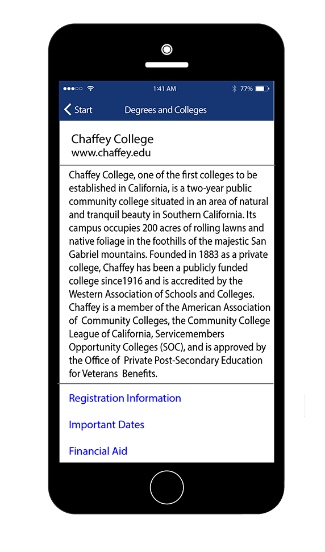 1:41 AM
77%
Start
Degrees and Colleges
Chaffey College
www.chaffey.edu
Chaffey College, one of the first colleges to be
established in California, is a two-year public
community college situated in an area of natural
and tranquil beauty in Southern California. Its
campus occupies 200 acres of rolling lawns and
native foliage in the foothills of the majestic San
Gabriel mountains. Founded in 1883 as a private
college, Chaffey has been a publicly funded
college since1916 and is accredited by the
Western Association of Schools and Colleges.
Chaffey is a member of the American Association
of Community Colleges, the Community College
League of California, Servicemembers
Opportunity Colleges (SOC), and is approved by
the Office of Private Post-Secondary Education
for Veterans Benefits.
Registration Information
Important Dates
Financial Aid